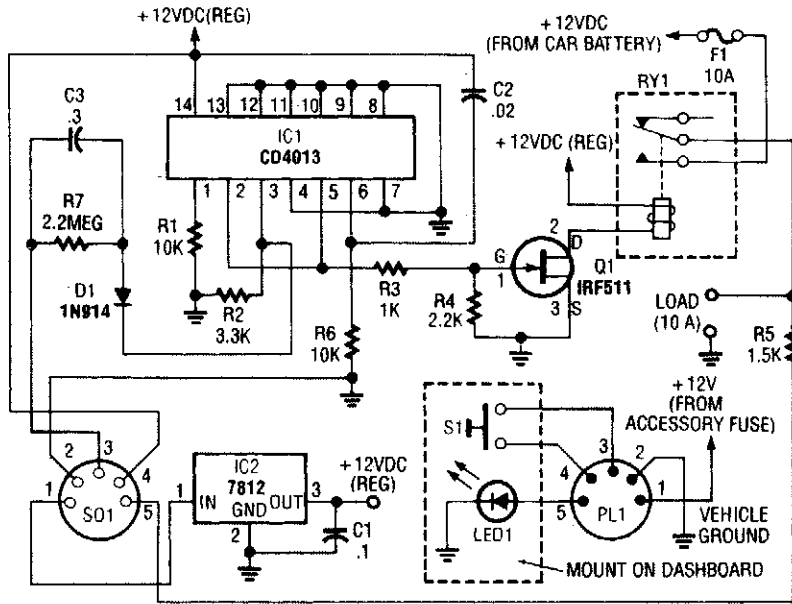 +12VDC(REG)
+12VDC
(FROM CAR BATTERY)
F1
10A
RY1
C3
.3
14 13 12 11 10 9 8
IC1
CD4013
1 2 3 4 5 6 7
C2
.02
+12VDC (REG)
R7
2.2MEG
R1
10K
D1
1N914
R2
3.3K
R3
1K
R4
2.2K
G
1
2
D
Q1
IRF511
3
S
R6
10K
LOAD
(10 A)
R5
1.5K
+12V
(FROM
ACCESSORY FUSE)
S1
1
2
3
4
5
SO1
IC2
7812
1
IN
OUT
3
GND
2
+12VDC
(REG)
C1
.1
LED1
5
4
3
2
1
PL1
VEHICLE
GROUND
MOUNT ON DASHBOARD